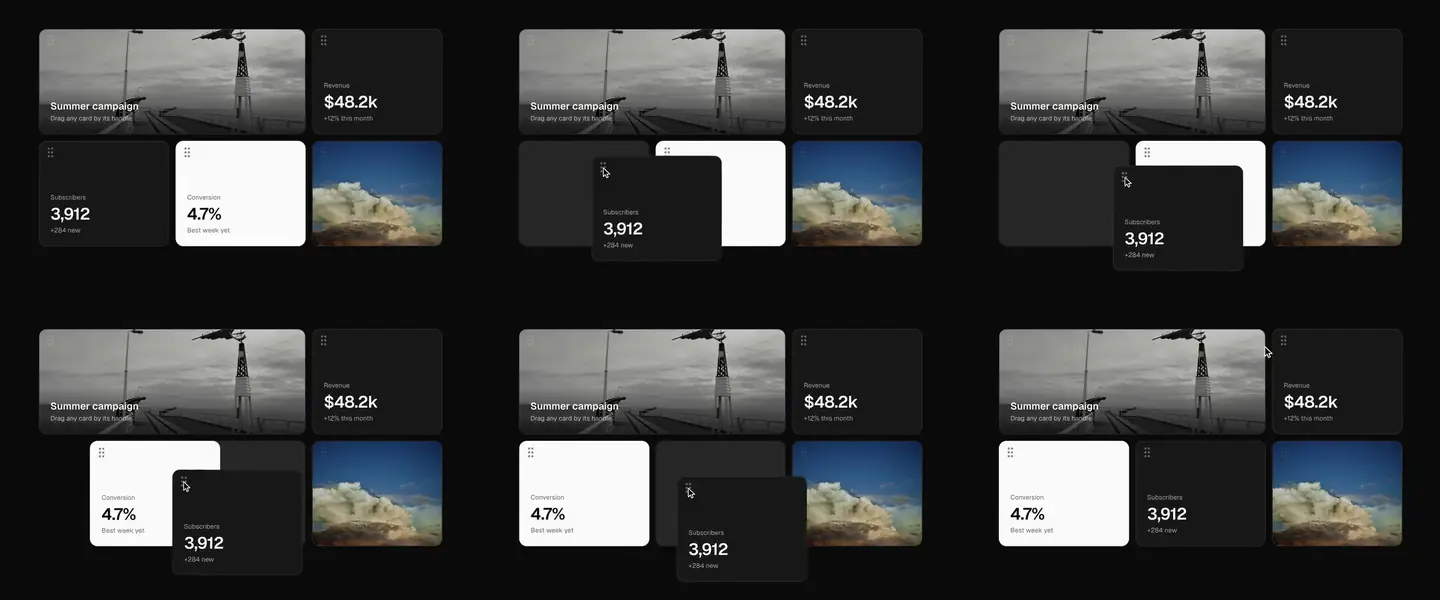 Summer campaign
Drag any card by its handle
Revenue
$48.2k
+12% this month
Subscribers
3,912
+284 new
Conversion
4.7%
Best week yet
Summer campaign
Drag any card by its handle
Revenue
$48.2k
+12% this month
Subscribers
3,912
+284 new
Summer campaign
Drag any card by its handle
Revenue
$48.2k
+12% this month
Subscribers
3,912
+284 new
Summer campaign
Drag any card by its handle
Revenue
$48.2k
+12% this month
Conversion
4.7%
Best week yet
Subscribers
3,912
+284 new
Summer campaign
Drag any card by its handle
Revenue
$48.2k
+12% this month
Conversion
4.7%
Best week yet
Subscribers
3,912
+284 new
Summer campaign
Drag any card by its handle
Revenue
$48.2k
+12% this month
Conversion
4.7%
Best week yet
Subscribers
3,912
+284 new